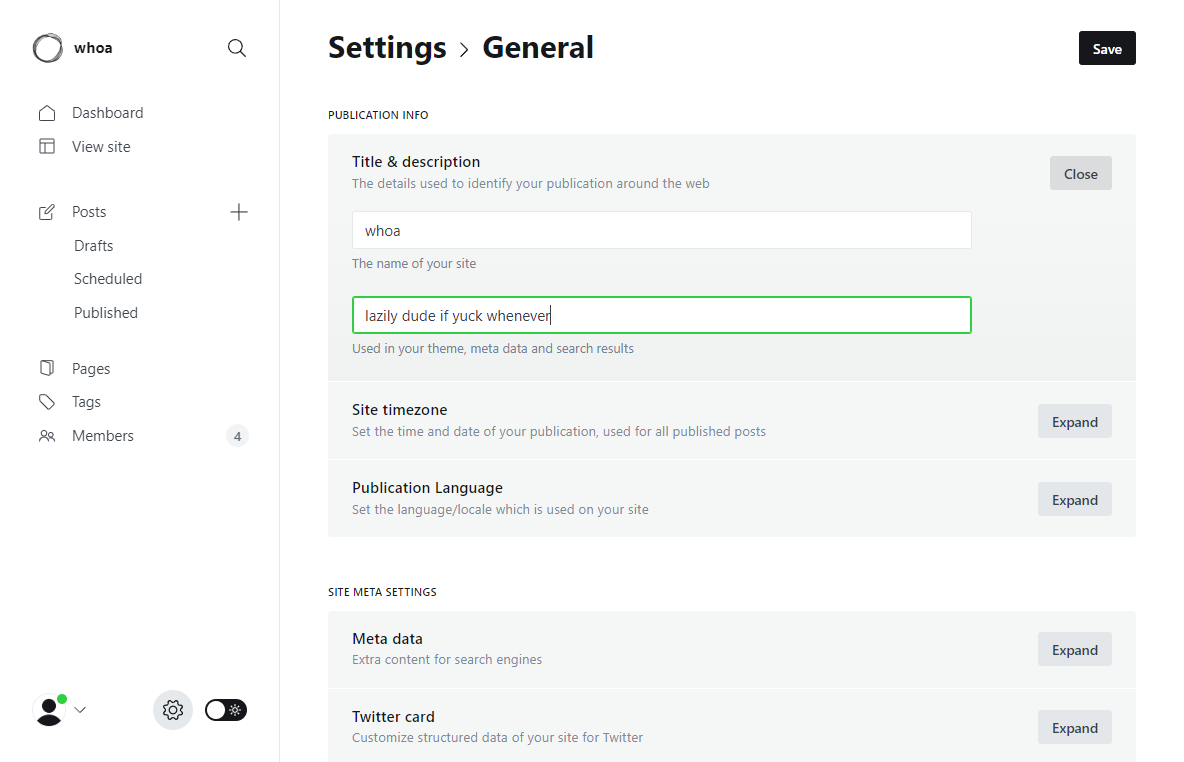 whoa
Dashboard
View site
Posts
Drafts
Scheduled
Published
Pages
Tags
Members 4
Settings > General
Save
PUBLICATION INFO
Title & description
The details used to identify your publication around the web
Close
whoa
The name of your site
lazily dude if yuck whenever
Used in your theme, meta data and search results
Site timezone
Set the time and date of your publication, used for all published posts
Expand
Publication Language
Set the language/locale which is used on your site
Expand
SITE META SETTINGS
Meta data
Extra content for search engines
Expand
Twitter card
Customize structured data of your site for Twitter
Expand